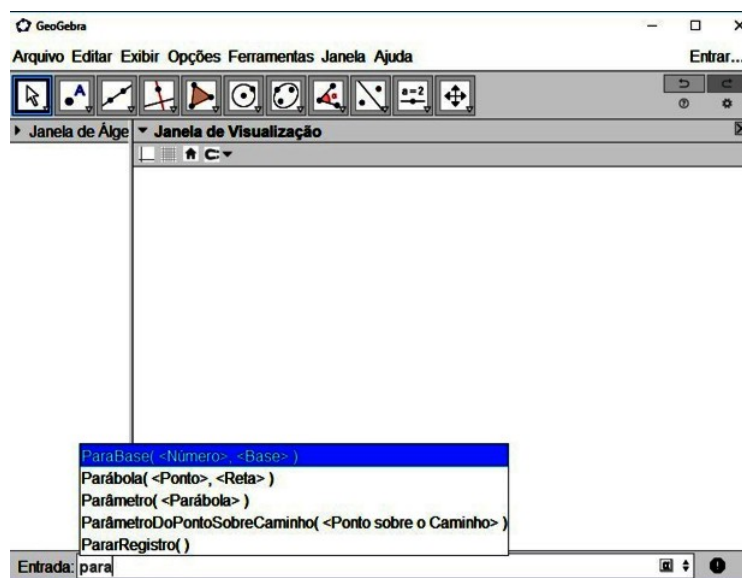 GeoGebra
Arquivo Editar Exibir Opções Ferramentas Janela Ajuda Entrar...
A
α
a=2
Janela de Álge Janela de Visualização
ParaBase( <Número>, <Base> )
Parábola( <Ponto>, <Reta> )
Parâmetro( <Parábola> )
ParâmetroDoPontoSobreCaminho( <Ponto sobre o Caminho> )
PararRegistro( )
Entrada: para α